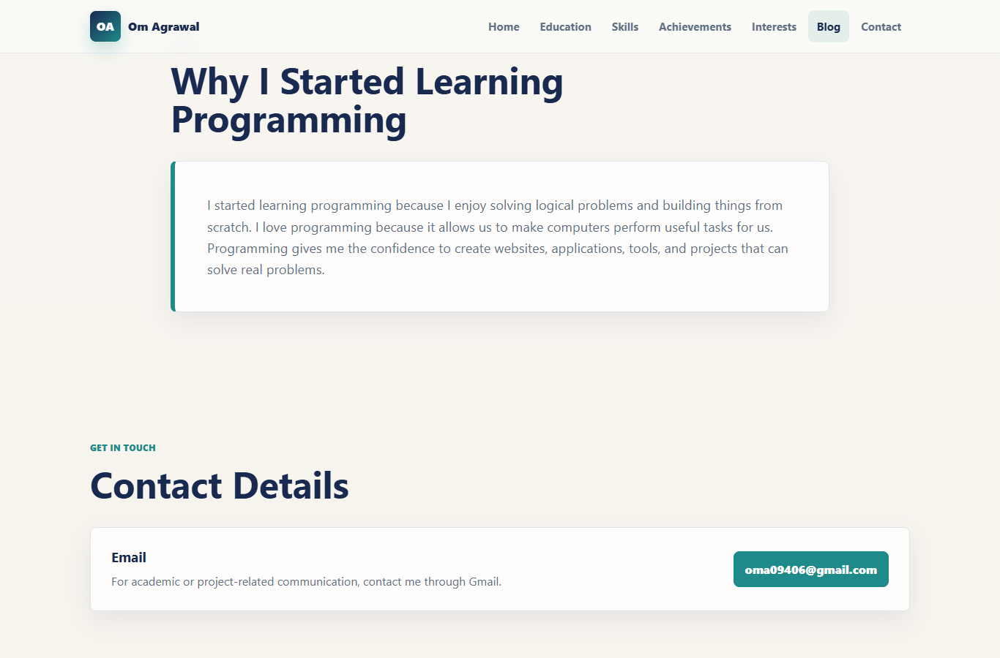 OA
Om Agrawal
Home
Education
Skills
Achievements
Interests
Blog
Contact
Why I Started Learning
Programming
I started learning programming because I enjoy solving logical problems and building things from
scratch. I love programming because it allows us to make computers perform useful tasks for us.
Programming gives me the confidence to create websites, applications, tools, and projects that can
solve real problems.
GET IN TOUCH
Contact Details
Email
For academic or project-related communication, contact me through Gmail.
oma09406@gmail.com